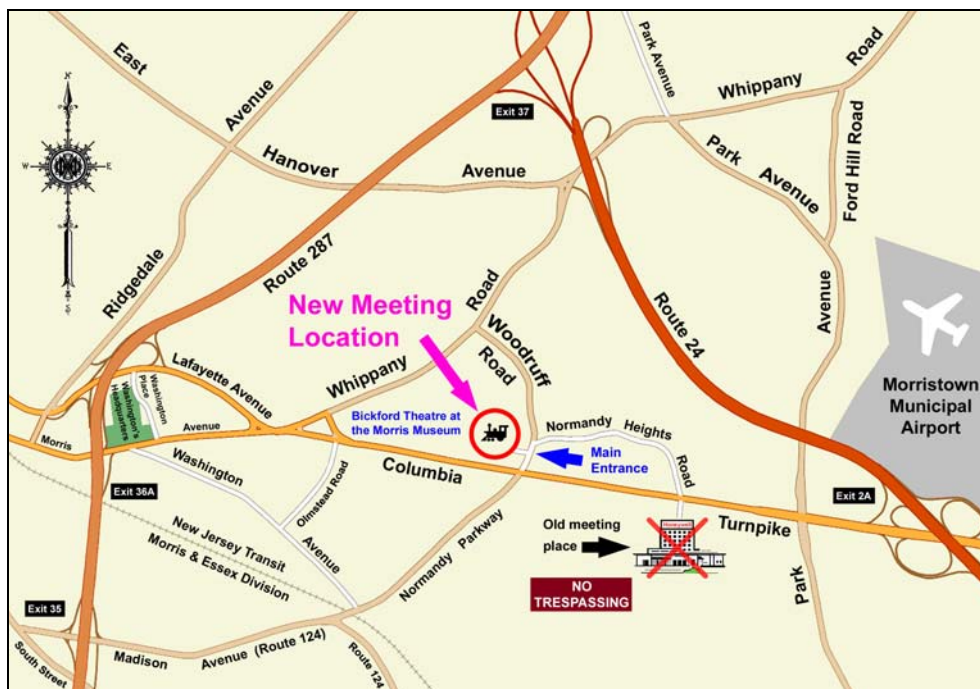 East
Avenue
Hanover
Avenue
Ridgedale
Route 287
Exit 37
Park Avenue
Whippany
Road
Park
Avenue
Ford Hill Road
Avenue
Park
N
W
E
S
New Meeting
Location
Whippany
Road
Woodruff
Road
Route 24
Lafayette Avenue
Washington's
Headquarters
Washington
Place
Morris
Avenue
Bickford Theatre at
the Morris Museum
Normandy
Heights
Road
Main
Entrance
Morristown
Municipal
Airport
Columbia
Turnpike
Exit 2A
Exit 36A
Washington
Avenue
Olmstead Road
New Jersey Transit
Morris & Essex Division
Normandy
Parkway
Old meeting
place
Honeywell
NO
TRESPASSING
Exit 35
South Street
Madison
Avenue (Route 124)
Route 124